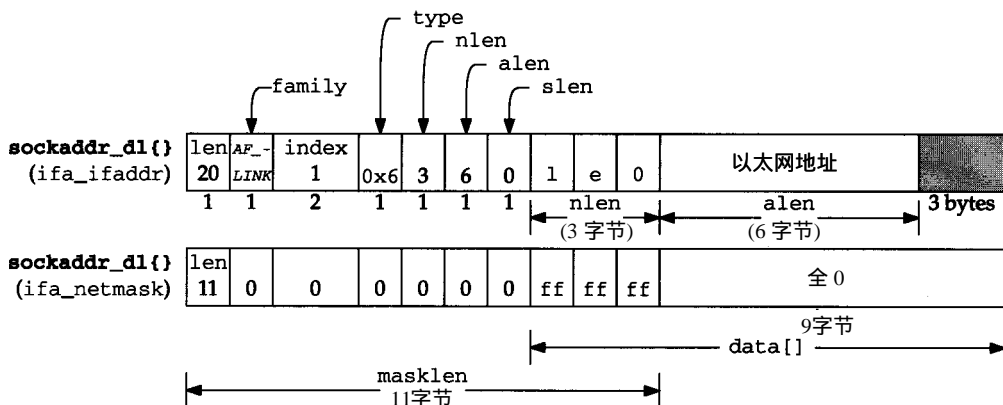 type
nlen
alen
slen
family
sockaddr_dl{} len AF_- index
(ifa_ifaddr) 20 LINK 1 0x6 3 6 0 l e 0 以太网地址
1 1 2 1 1 1 1 nlen alen 3 bytes
(3 字节) (6 字节)
sockaddr_dl{} len
(ifa_netmask) 11 0 0 0 0 0 0 ff ff ff 全 0
9字节
data[]
masklen
11字节